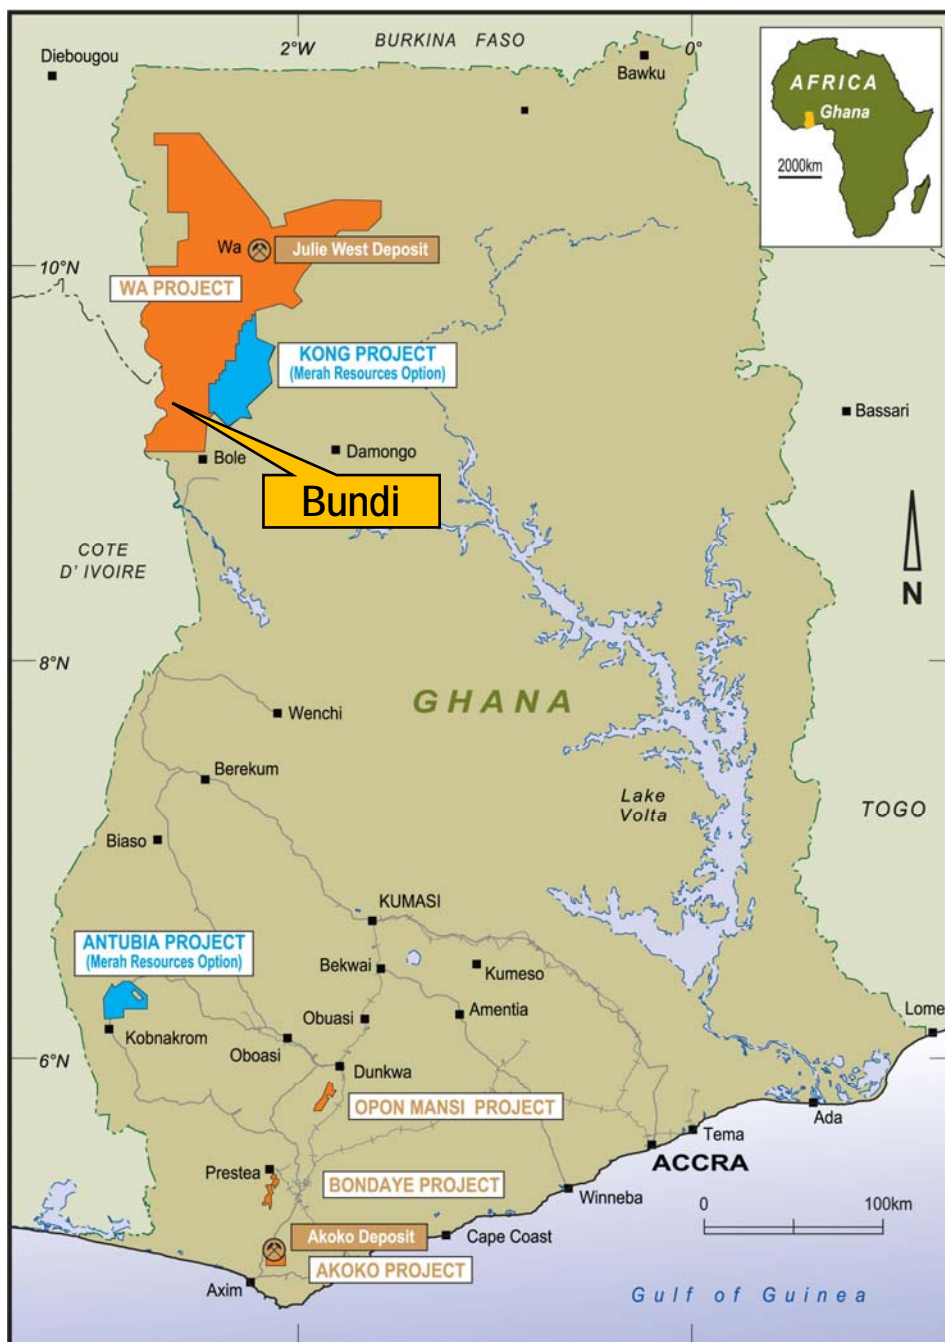 Diebougou
2°W
BURKINA FASO
0°
Bawku
AFRICA
Ghana
2000km
Wa
Julie West Deposit
10°N
WA PROJECT
KONG PROJECT
(Merah Resources Option)
Bassari
Bole
Damongo
Bundi
COTE
D' IVOIRE
N
8°N
GHANA
Wenchi
Berekum
Lake
Volta
TOGO
Biaso
KUMASI
ANTUBIA PROJECT
(Merah Resources Option)
Bekwai
Kumeso
Obuasi
Amentia
Kobnakrom
Oboasi
Lome
6°N
Dunkwa
OPON MANSI PROJECT
Ada
Tema
ACCRA
Prestea
BONDAYE PROJECT
Winneba
0
100km
Akoko Deposit
Cape Coast
AKOKO PROJECT
Axim
Gulf of Guinea